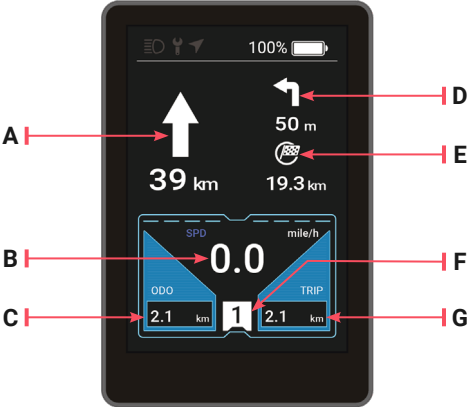 100%
A
D
50 m
E
39 km
19.3 km
SPD
mile/h
B
0.0
F
ODO
TRIP
C
2.1 km
1
2.1 km
G